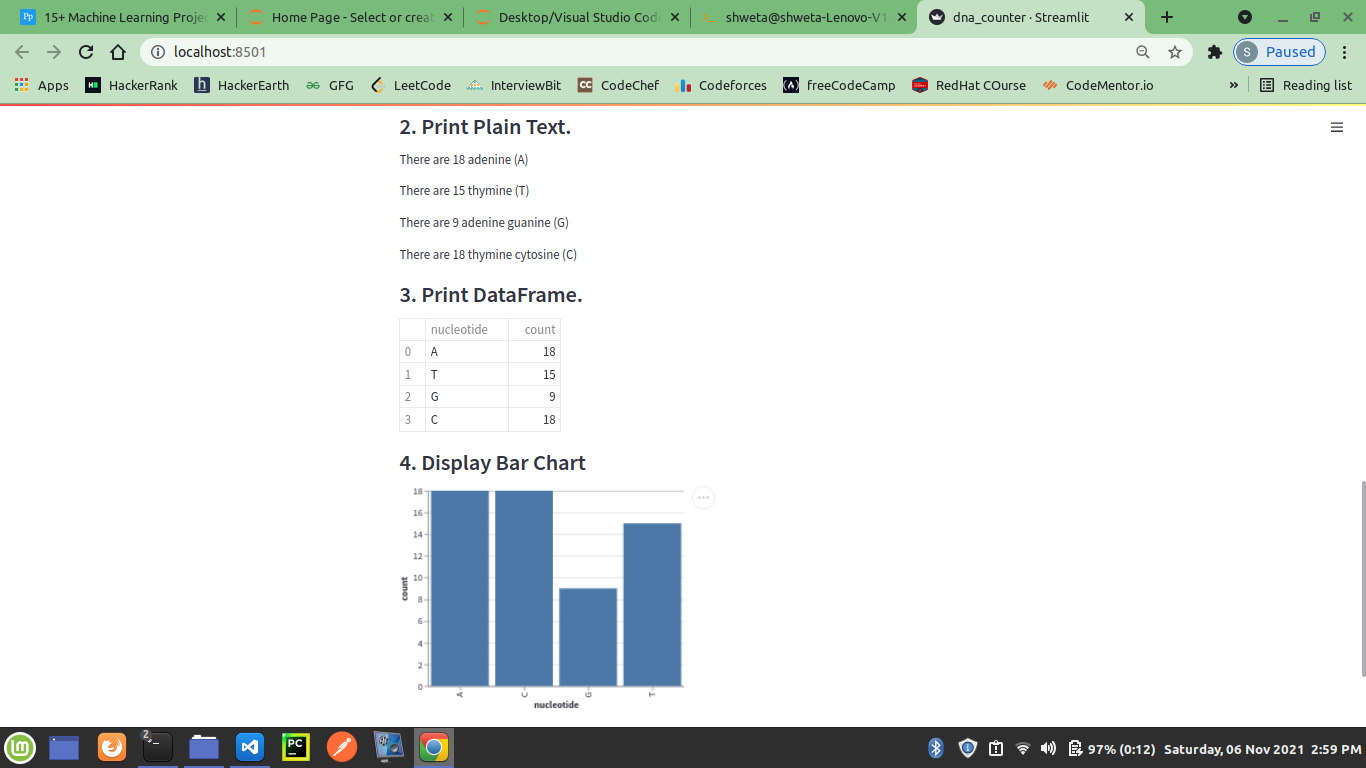 15+ Machine Learning Projec
Home Page - Select or creat
Desktop/Visual Studio Code
shweta@shweta-Lenovo-V1
dna_counter · Streamlit
localhost:8501
S Paused
Apps HackerRank HackerEarth GFG LeetCode InterviewBit CodeChef Codeforces freeCodeCamp RedHat COurse CodeMentor.io » Reading list
2. Print Plain Text.
There are 18 adenine (A)
There are 15 thymine (T)
There are 9 adenine guanine (G)
There are 18 thymine cytosine (C)
3. Print DataFrame.
nucleotide count
0 A 18
1 T 15
2 G 9
3 C 18
4. Display Bar Chart
18
16
14
12
10
8
6
4
2
0
count
A C G T
nucleotide
2
97% (0:12) Saturday, 06 Nov 2021 2:59 PM